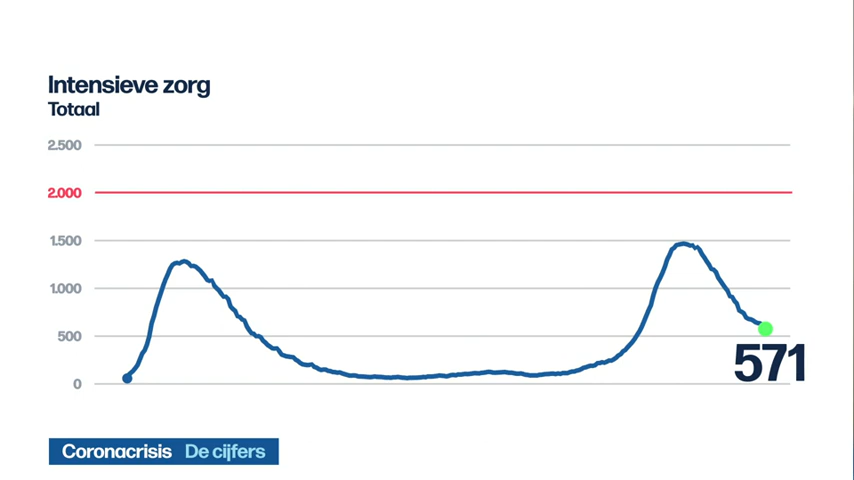 Intensieve zorg
Totaal
2.500
2.000
1.500
1.000
500
0
571
Coronacrisis De cijfers